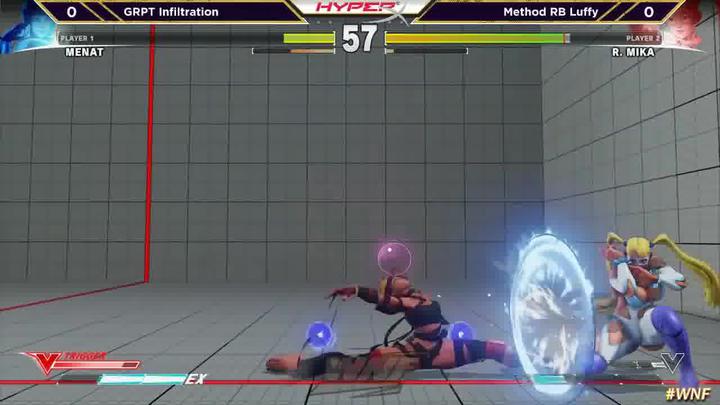 0 GRPT Infiltration HYPER Method RB Luffy 0
PLAYER 1 57 PLAYER 2
MENAT R. MIKA
TRIGGER
EX
#WNF